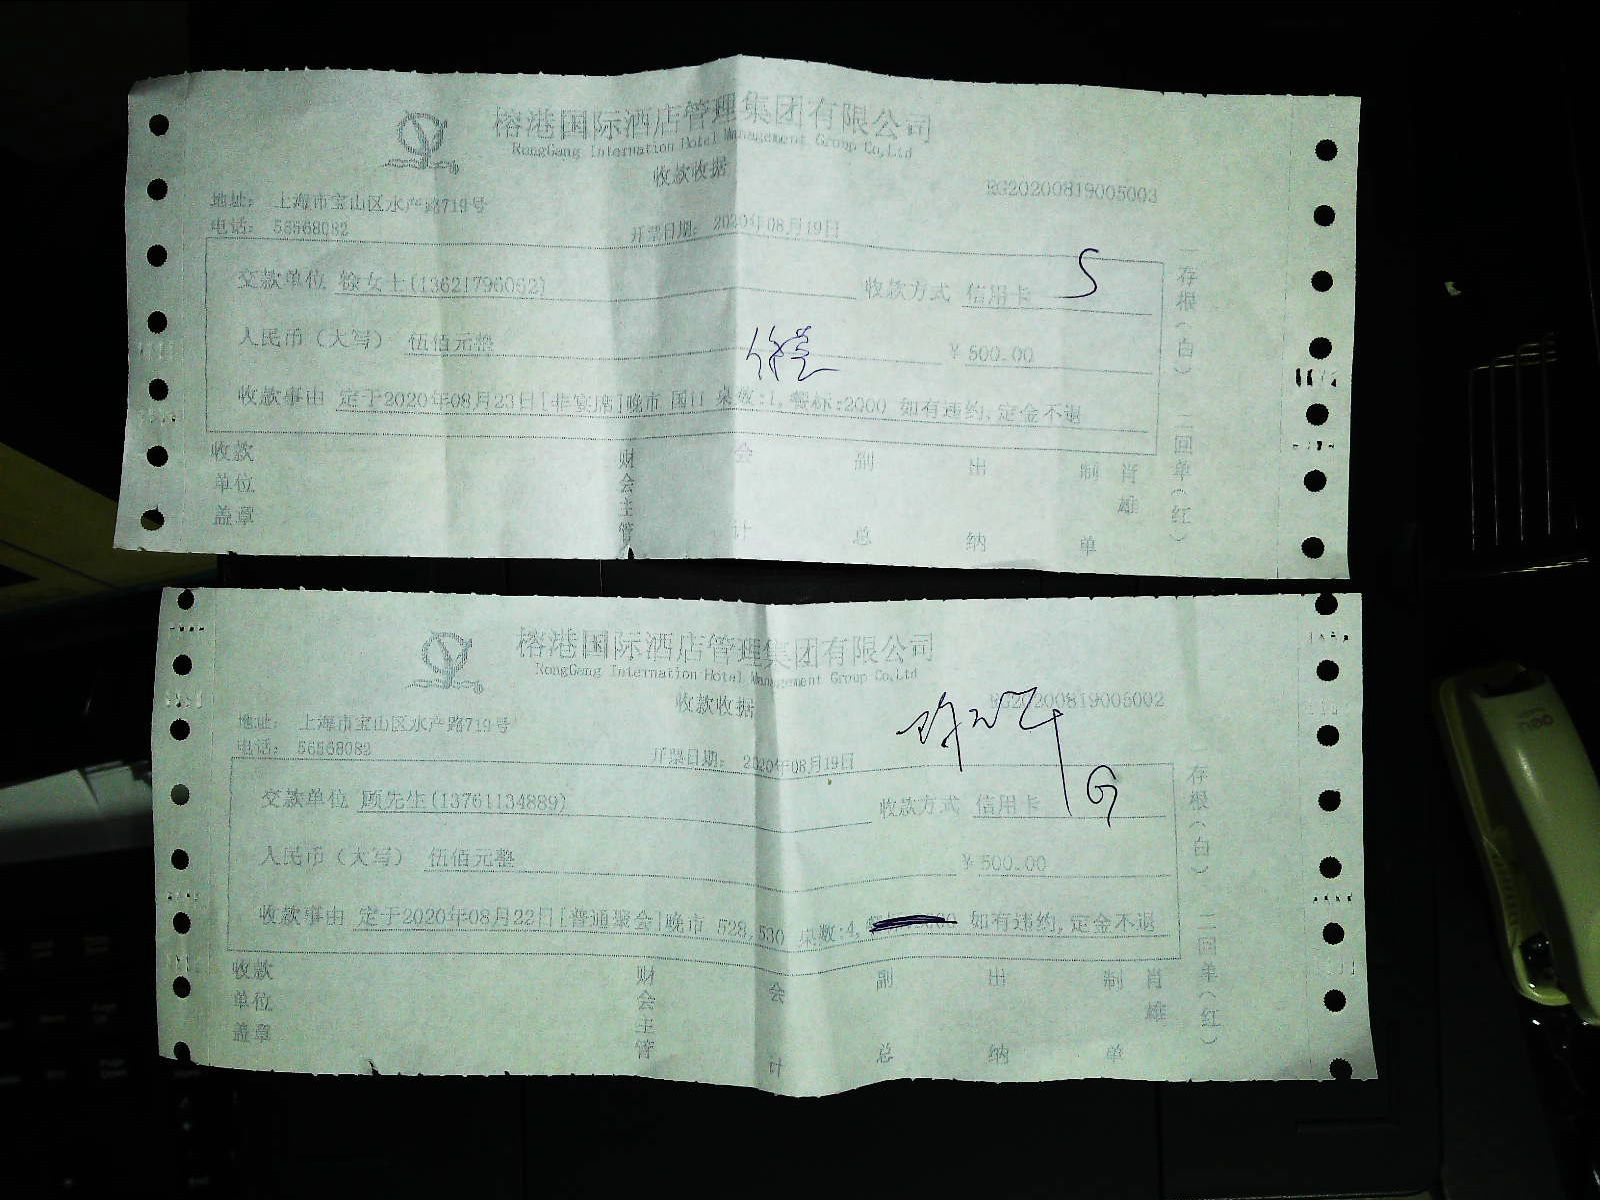 榕港国际酒店管理集团有限公司
RongGang Internation Hotel Management Group Co,Ltd
收款收据
RG20200819005003
地址： 上海市宝山区水产路719号
电话： 56568082
开票日期： 2020年08月19日
交款单位 徐女士(13621796062)
收款方式 信用卡 S
人民币（大写） 伍佰元整
￥500.00
收款事由 定于2020年08月23日[非宴席]晚市 国订 桌数:1,餐标:2000 如有违约,定金不退
收款单位盖章
财会主管
会计
副总
出纳
制单
肖雄
一存根(白) 二回单(红)
榕港国际酒店管理集团有限公司
RongGang Internation Hotel Management Group Co,Ltd
收款收据
RG20200819005002
地址： 上海市宝山区水产路719号
电话： 56568082
开票日期： 2020年08月19日
交款单位 顾先生(13761134889)
收款方式 信用卡 G
人民币（大写） 伍佰元整
￥500.00
收款事由 定于2020年08月22日[普通聚会]晚市 528,530 桌数:4, 如有违约,定金不退
收款单位盖章
财会主管
会计
副总
出纳
制单
肖雄
存根(白) 二回单(红)